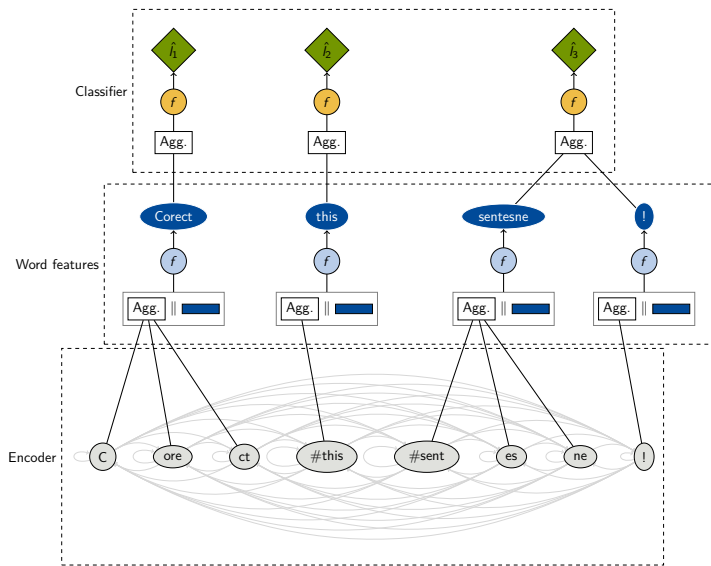 l̂₁ l̂₂ l̂₃
Classifier f f f
Agg. Agg. Agg.
Corect this sentesne !
Word features f f f f
Agg. || Agg. || Agg. || Agg. ||
Encoder C ore ct #this #sent es ne !